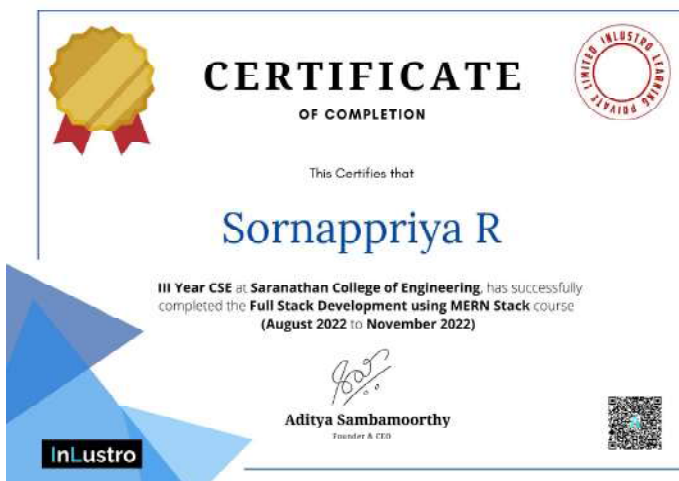 CERTIFICATE
OF COMPLETION
INLUSTRO LEARNING PRIVATE LIMITED
This Certifies that
Sornappriya R
III Year CSE at Saranathan College of Engineering, has successfully
completed the Full Stack Development using MERN Stack course
(August 2022 to November 2022)
Aditya Sambamoorthy
Founder & CEO
InLustro